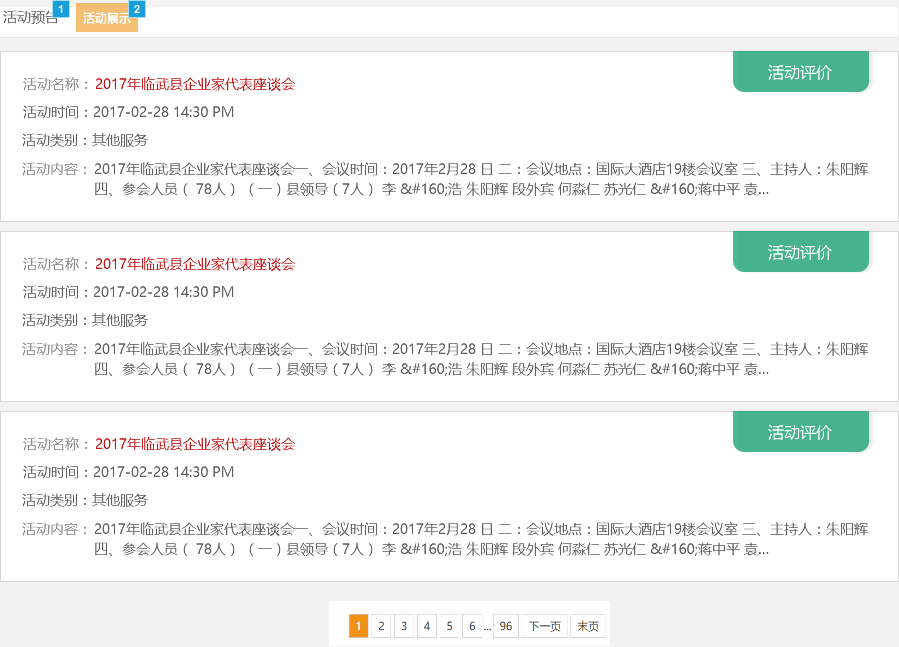 活动预告 1 活动展示 2
活动评价
活动名称：2017年临武县企业家代表座谈会
活动时间：2017-02-28 14:30 PM
活动类别：其他服务
活动内容：2017年临武县企业家代表座谈会一、会议时间：2017年2月28 日 二：会议地点：国际大酒店19楼会议室 三、主持人：朱阳辉
四、参会人员（ 78人）（一）县领导（7人） 李 &#160;浩 朱阳辉 段外宾 何淼仁 苏光仁 &#160;蒋中平 袁...
活动评价
活动名称：2017年临武县企业家代表座谈会
活动时间：2017-02-28 14:30 PM
活动类别：其他服务
活动内容：2017年临武县企业家代表座谈会一、会议时间：2017年2月28 日 二：会议地点：国际大酒店19楼会议室 三、主持人：朱阳辉
四、参会人员（ 78人）（一）县领导（7人） 李 &#160;浩 朱阳辉 段外宾 何淼仁 苏光仁 &#160;蒋中平 袁...
活动评价
活动名称：2017年临武县企业家代表座谈会
活动时间：2017-02-28 14:30 PM
活动类别：其他服务
活动内容：2017年临武县企业家代表座谈会一、会议时间：2017年2月28 日 二：会议地点：国际大酒店19楼会议室 三、主持人：朱阳辉
四、参会人员（ 78人）（一）县领导（7人） 李 &#160;浩 朱阳辉 段外宾 何淼仁 苏光仁 &#160;蒋中平 袁...
1 2 3 4 5 6 ... 96 下一页 末页